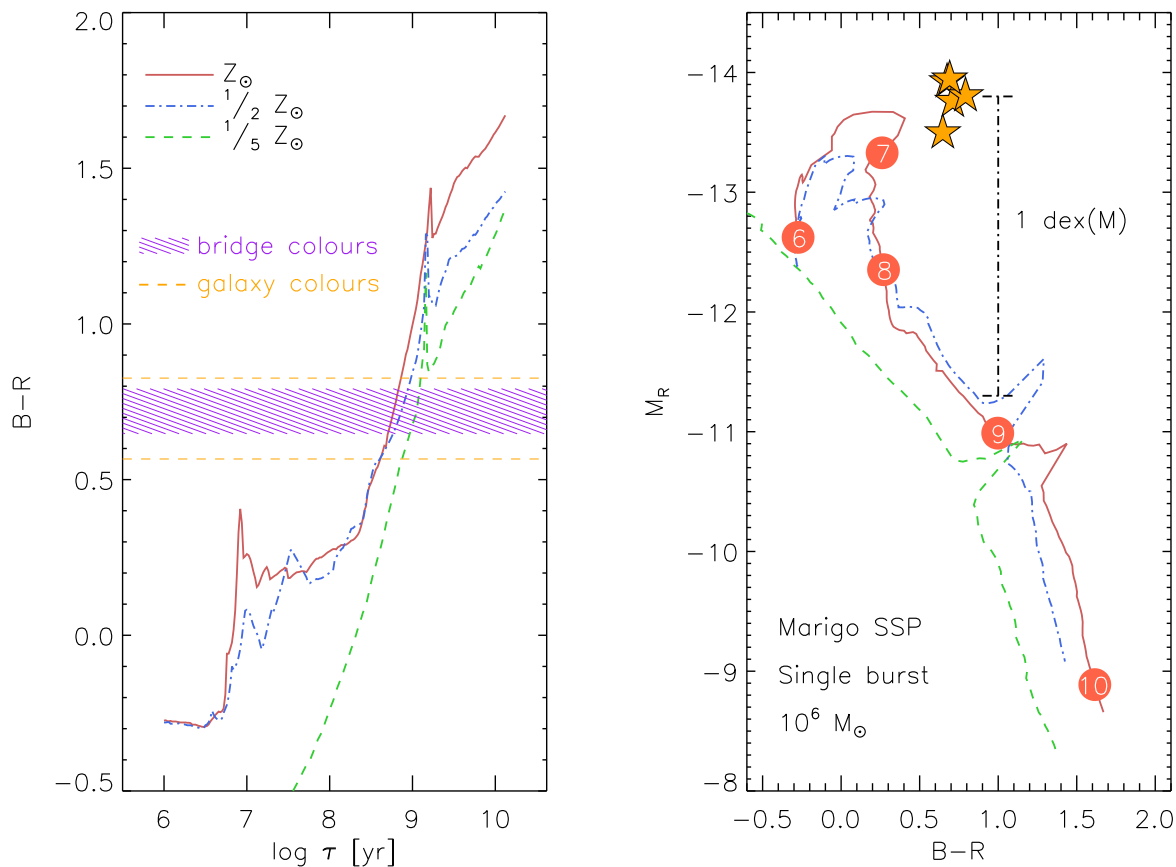 2.0
1.5
1.0
0.5
0.0
−0.5
B−R
6
7
8
9
10
log τ [yr]
Z⊙
1/2 Z⊙
1/5 Z⊙
bridge colours
galaxy colours
−14
−13
−12
−11
−10
−9
−8
M_R
−0.5
0.0
0.5
1.0
1.5
2.0
B−R
7
6
8
9
10
1 dex(M)
Marigo SSP
Single burst
10⁶ M⊙